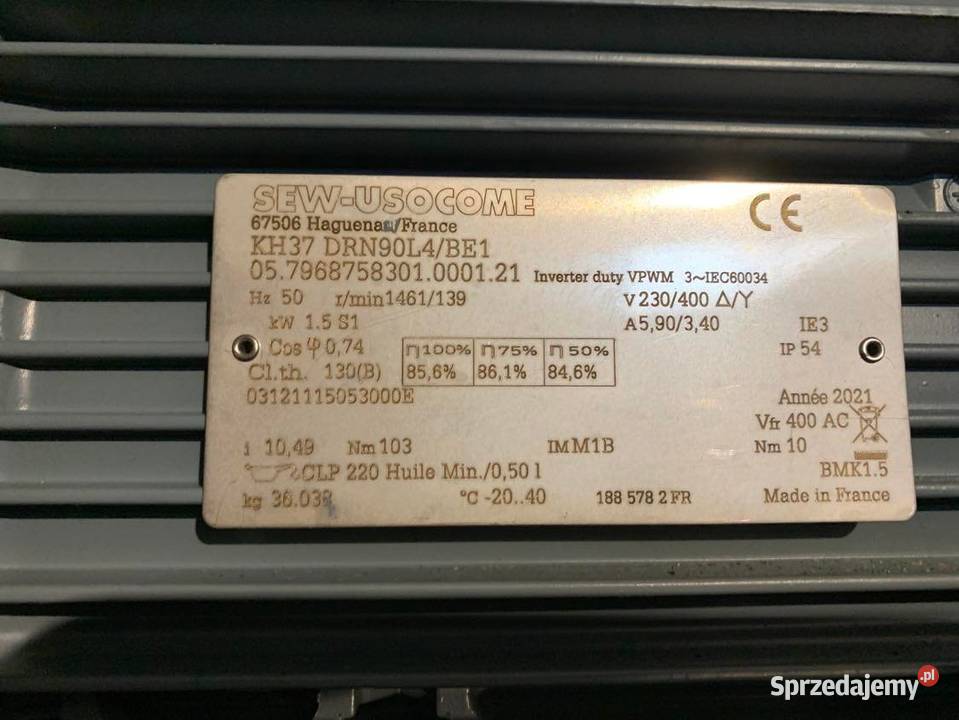 SEW-USOCOME CE
67506 Haguenau/France
KH37 DRN90L4/BE1
05.7968758301.0001.21 Inverter duty VPWM 3~IEC60034
Hz 50 r/min 1461/139 V 230/400 Δ/Y
kW 1.5 S1 A 5,90/3,40 IE3
Cos φ 0,74 η100% η75% η50% IP 54
Cl.th. 130(B) 85,6% 86,1% 84,6%
03121115053000E Année 2021
Vfr 400 AC
i 10,49 Nm 103 IM M1B Nm 10
CLP 220 Huile Min./0,50 l BMK1.5
kg 36.038 °C -20..40 188 578 2 FR Made in France
Sprzedajemy.pl